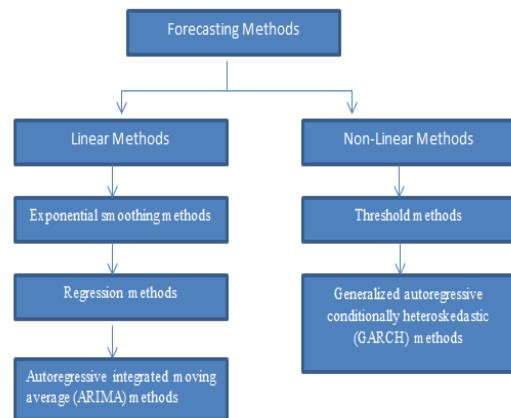 Forecasting Methods
Linear Methods
Non-Linear Methods
Exponential smoothing methods
Threshold methods
Regression methods
Generalized autoregressive
conditionally heteroskedastic
(GARCH) methods
Autoregressive integrated moving
average (ARIMA) methods